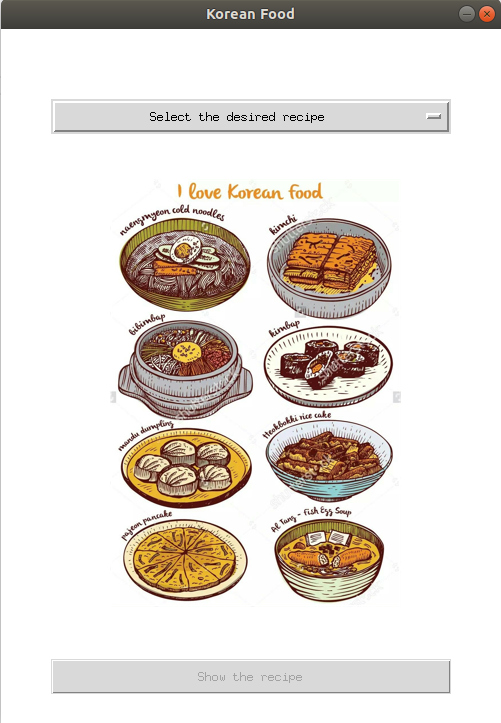 Korean Food
Select the desired recipe
I love Korean food
naengmyeon cold noodles
kimchi
bibimbap
kimbap
mandu dumpling
tteokbokki rice cake
pajeon pancake
Al Tang - Fish Egg Soup
Show the recipe